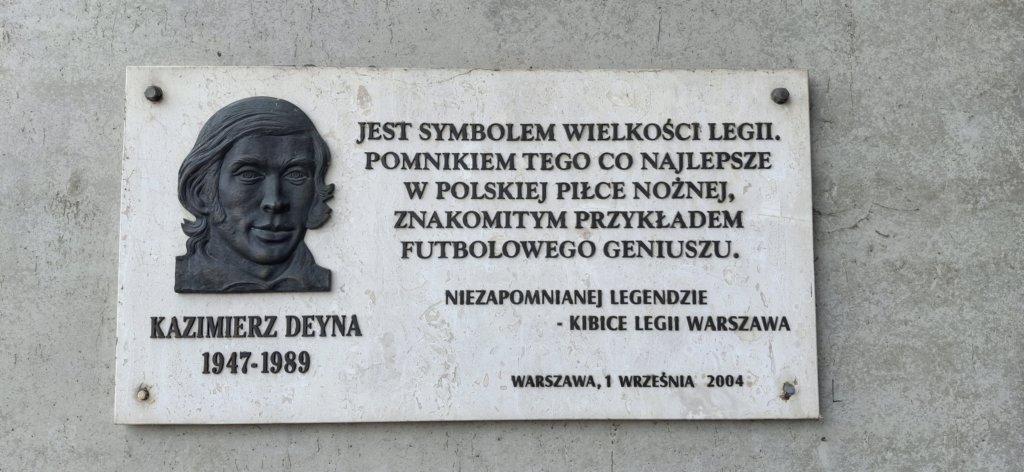 JEST SYMBOLEM WIELKOŚCI LEGII.
POMNIKIEM TEGO CO NAJLEPSZE
W POLSKIEJ PIŁCE NOŻNEJ,
ZNAKOMITYM PRZYKŁADEM
FUTBOLOWEGO GENIUSZU.
NIEZAPOMNIANEJ LEGENDZIE
- KIBICE LEGII WARSZAWA
KAZIMIERZ DEYNA
1947-1989
WARSZAWA, 1 WRZEŚNIA 2004